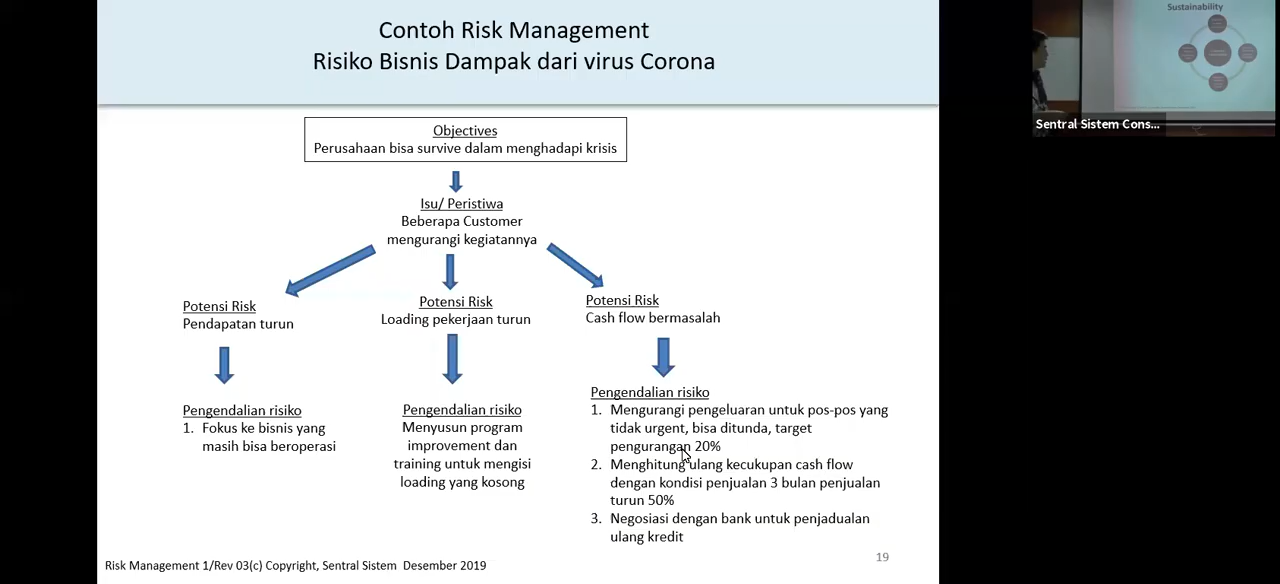 Contoh Risk Management
Risiko Bisnis Dampak dari virus Corona
Objectives
Perusahaan bisa survive dalam menghadapi krisis
Isu/ Peristiwa
Beberapa Customer
mengurangi kegiatannya
Potensi Risk
Pendapatan turun
Pengendalian risiko
1. Fokus ke bisnis yang
masih bisa beroperasi
Potensi Risk
Loading pekerjaan turun
Pengendalian risiko
Menyusun program
improvement dan
training untuk mengisi
loading yang kosong
Potensi Risk
Cash flow bermasalah
Pengendalian risiko
1. Mengurangi pengeluaran untuk pos-pos yang
tidak urgent, bisa ditunda, target
pengurangan 20%
2. Menghitung ulang kecukupan cash flow
dengan kondisi penjualan 3 bulan penjualan
turun 50%
3. Negosiasi dengan bank untuk penjadualan
ulang kredit
19
Risk Management 1/Rev 03(c) Copyright, Sentral Sistem Desember 2019
Sustainability
Sentral Sistem Cons...